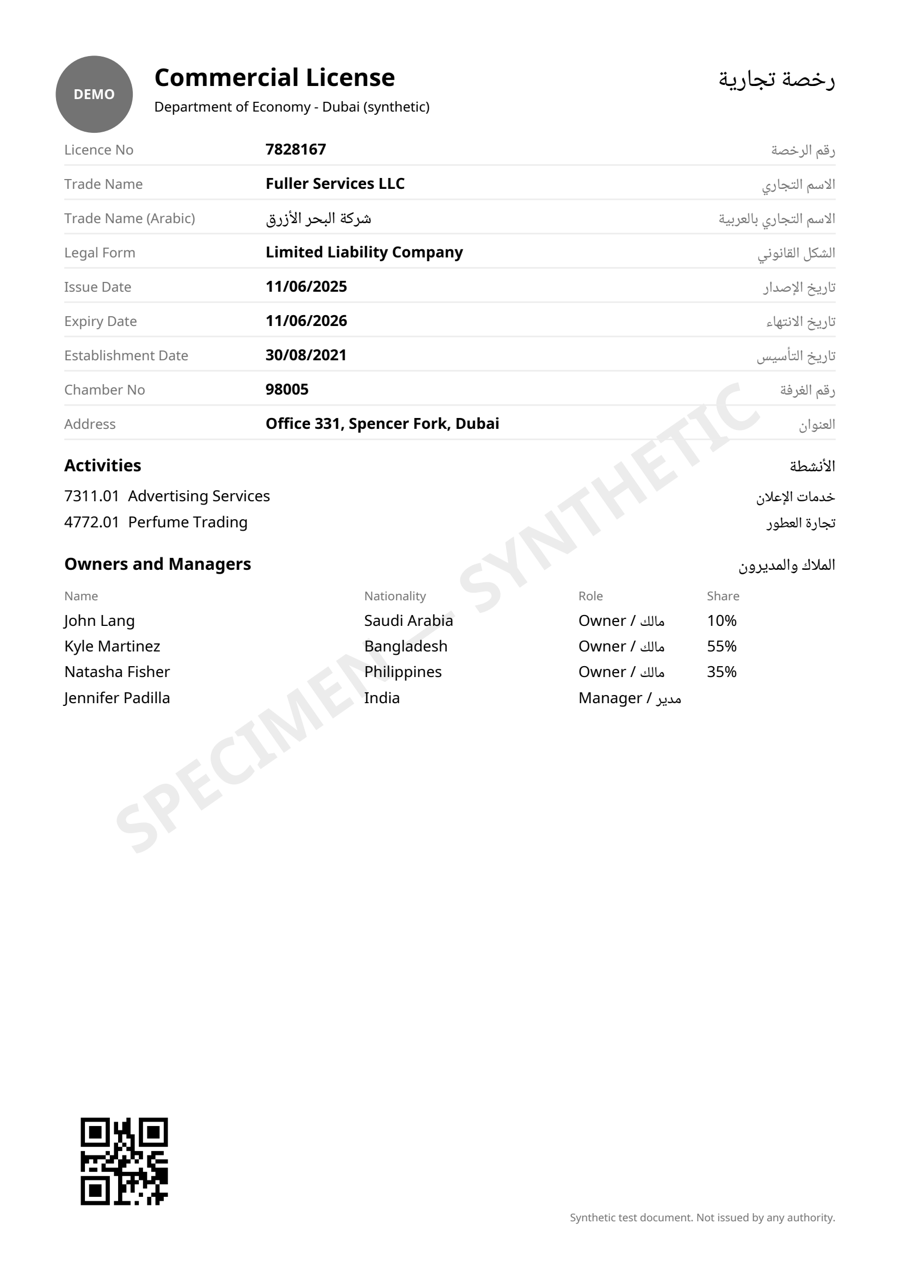 DEMO
Commercial License رخصة تجارية
Department of Economy - Dubai (synthetic)
Licence No 7828167 رقم الرخصة
Trade Name Fuller Services LLC الاسم التجاري
Trade Name (Arabic) شركة البحر الأزرق الاسم التجاري بالعربية
Legal Form Limited Liability Company الشكل القانوني
Issue Date 11/06/2025 تاريخ الإصدار
Expiry Date 11/06/2026 تاريخ الانتهاء
Establishment Date 30/08/2021 تاريخ التأسيس
Chamber No 98005 رقم الغرفة
Address Office 331, Spencer Fork, Dubai العنوان
Activities الأنشطة
7311.01 Advertising Services خدمات الإعلان
4772.01 Perfume Trading تجارة العطور
Owners and Managers الملاك والمديرون
Name Nationality Role Share
John Lang Saudi Arabia Owner / مالك 10%
Kyle Martinez Bangladesh Owner / مالك 55%
Natasha Fisher Philippines Owner / مالك 35%
Jennifer Padilla India Manager / مدير
SPECIMEN — SYNTHETIC
Synthetic test document. Not issued by any authority.